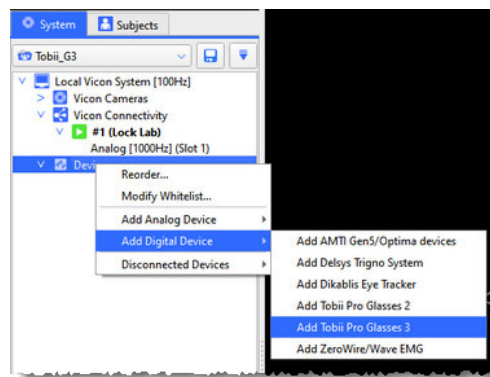 System
Subjects
Tobii_G3
Local Vicon System [100Hz]
Vicon Cameras
Vicon Connectivity
#1 (Lock Lab)
Analog [1000Hz] (Slot 1)
Reorder...
Modify Whitelist...
Add Analog Device
Add Digital Device
Disconnected Devices
Add AMTI Gen5/Optima devices
Add Delsys Trigno System
Add Dikablis Eye Tracker
Add Tobii Pro Glasses 2
Add Tobii Pro Glasses 3
Add ZeroWire/Wave EMG